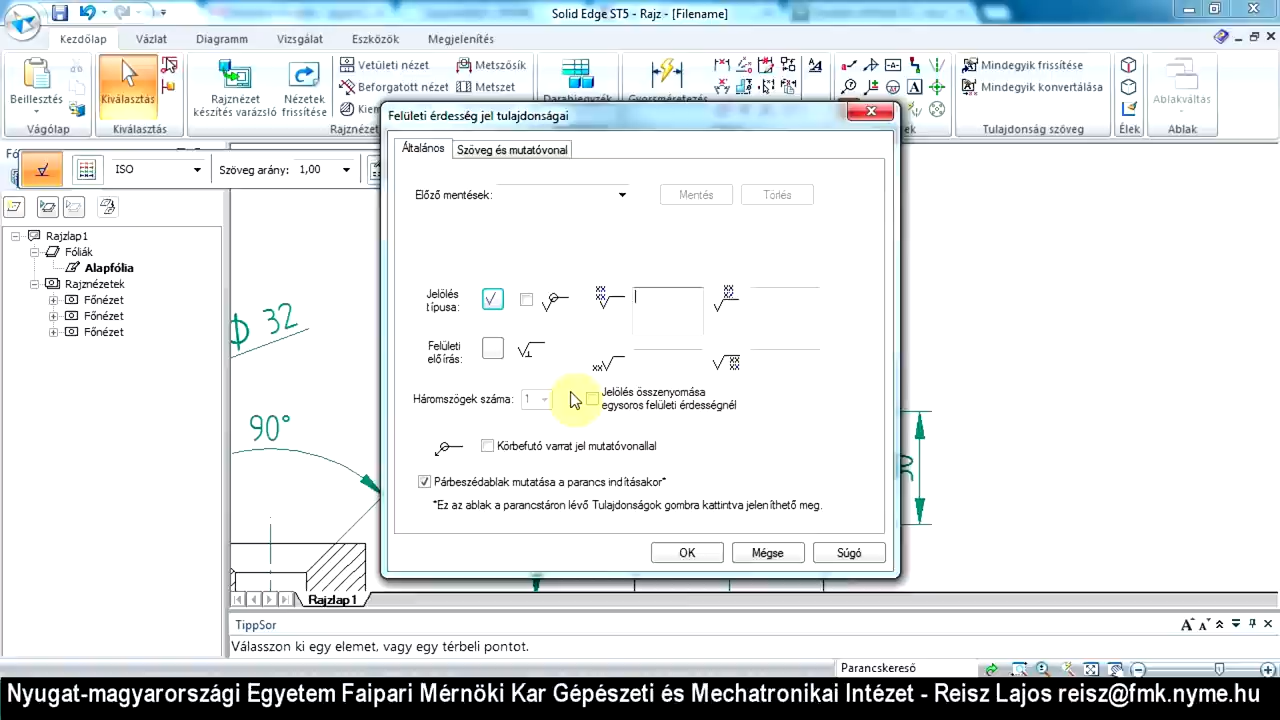 Solid Edge ST5 - Rajz - [Filename]
Kezdőlap Vázlat Diagramm Vizsgálat Eszközök Megjelenítés
Beillesztés
Vágólap
Kiválasztás
Kiválasztás
Rajznézet
készítés varázsló
Nézetek
frissítése
Vetületi nézet
Beforgatott nézet
Metszősík
Metszet
Mindegyik frissítése
Mindegyik konvertálása
Tulajdonság szöveg
Élek
Ablakváltás
Ablak
ISO
Szöveg arány: 1,00
Rajzlap1
Fóliák
Alapfólia
Rajznézetek
Főnézet
Főnézet
Főnézet
Felületi érdesség jel tulajdonságai
Általános
Szöveg és mutatóvonal
Előző mentések:
Mentés
Törlés
Jelölés
típusa:
Felületi
előírás:
Háromszögek száma: 1
Jelölés összenyomása
egysoros felületi érdességnél
Körbefutó varrat jel mutatóvonallal
Párbeszédablak mutatása a parancs indításakor*
*Ez az ablak a parancstáron lévő Tulajdonságok gombra kattintva jeleníthető meg.
OK
Mégse
Súgó
ϕ 32
90°
Rajzlap1
TippSor
Válasszon ki egy elemet, vagy egy térbeli pontot.
Parancskereső
Nyugat-magyarországi Egyetem Faipari Mérnöki Kar Gépészeti és Mechatronikai Intézet - Reisz Lajos reisz@fmk.nyme.hu